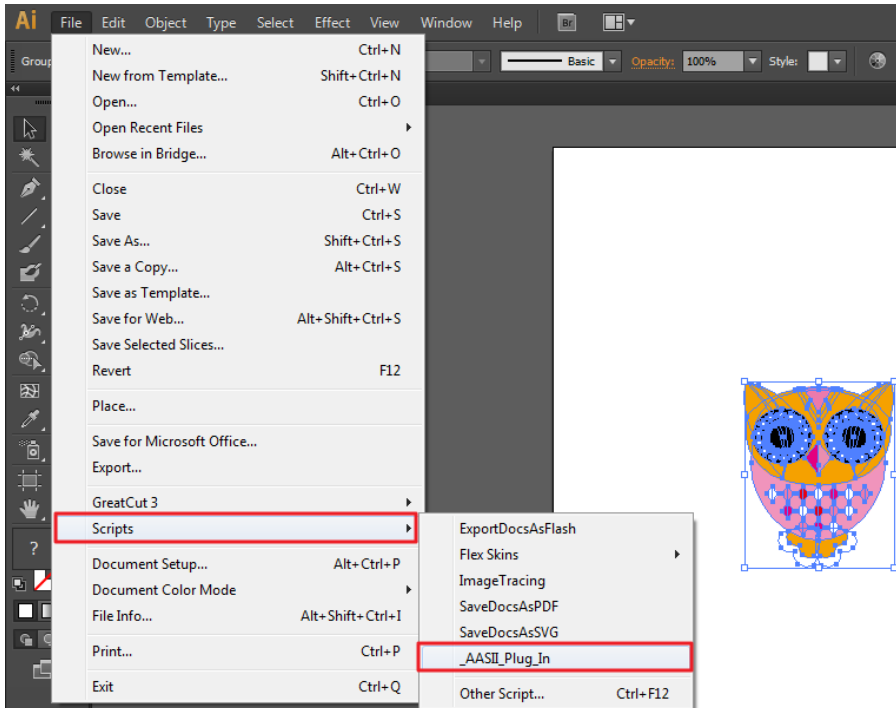 Ai File Edit Object Type Select Effect View Window Help Br
Group
Basic Opacity: 100% Style:
New... Ctrl+N
New from Template... Shift+Ctrl+N
Open... Ctrl+O
Open Recent Files
Browse in Bridge... Alt+Ctrl+O
Close Ctrl+W
Save Ctrl+S
Save As... Shift+Ctrl+S
Save a Copy... Alt+Ctrl+S
Save as Template...
Save for Web... Alt+Shift+Ctrl+S
Save Selected Slices...
Revert F12
Place...
Save for Microsoft Office...
Export...
GreatCut 3
Scripts
Document Setup... Alt+Ctrl+P
Document Color Mode
File Info... Alt+Shift+Ctrl+I
Print... Ctrl+P
Exit Ctrl+Q
ExportDocsAsFlash
Flex Skins
ImageTracing
SaveDocsAsPDF
SaveDocsAsSVG
_AASII_Plug_In
Other Script... Ctrl+F12
?